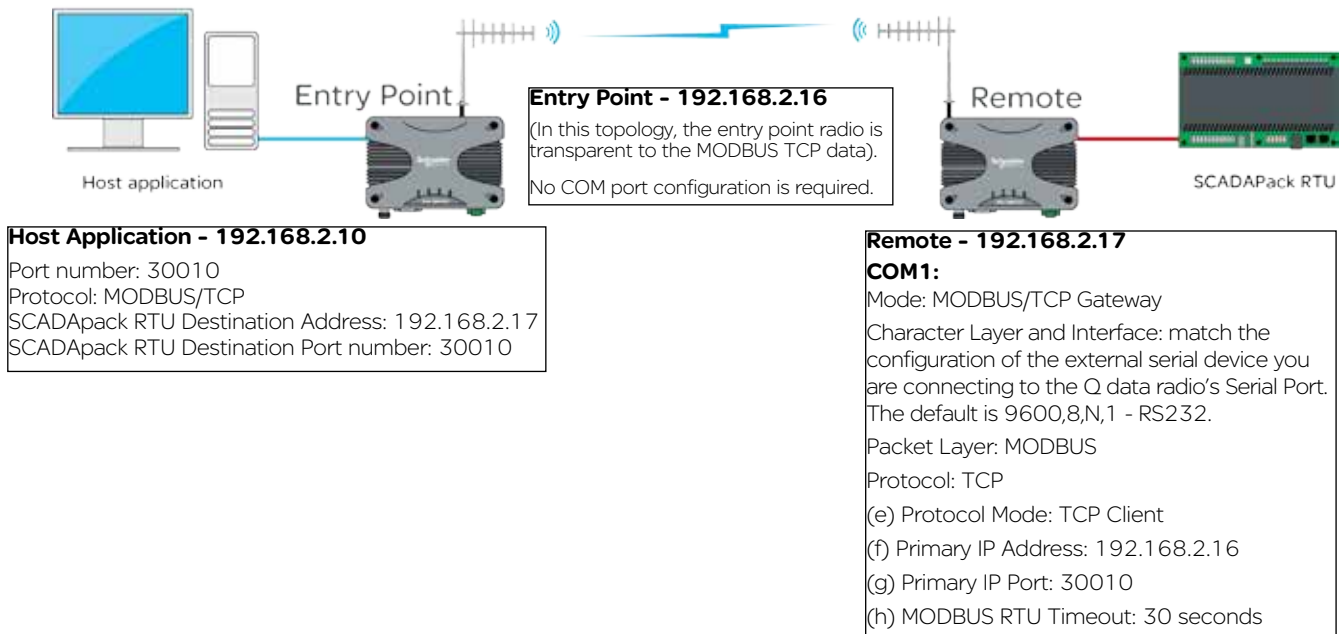 Entry Point
Remote
Host application
SCADAPack RTU
Entry Point - 192.168.2.16
(In this topology, the entry point radio is
transparent to the MODBUS TCP data).
No COM port configuration is required.
Host Application - 192.168.2.10
Port number: 30010
Protocol: MODBUS/TCP
SCADApack RTU Destination Address: 192.168.2.17
SCADApack RTU Destination Port number: 30010
Remote - 192.168.2.17
COM1:
Mode: MODBUS/TCP Gateway
Character Layer and Interface: match the
configuration of the external serial device you
are connecting to the Q data radio's Serial Port.
The default is 9600,8,N,1 - RS232.
Packet Layer: MODBUS
Protocol: TCP
(e) Protocol Mode: TCP Client
(f) Primary IP Address: 192.168.2.16
(g) Primary IP Port: 30010
(h) MODBUS RTU Timeout: 30 seconds